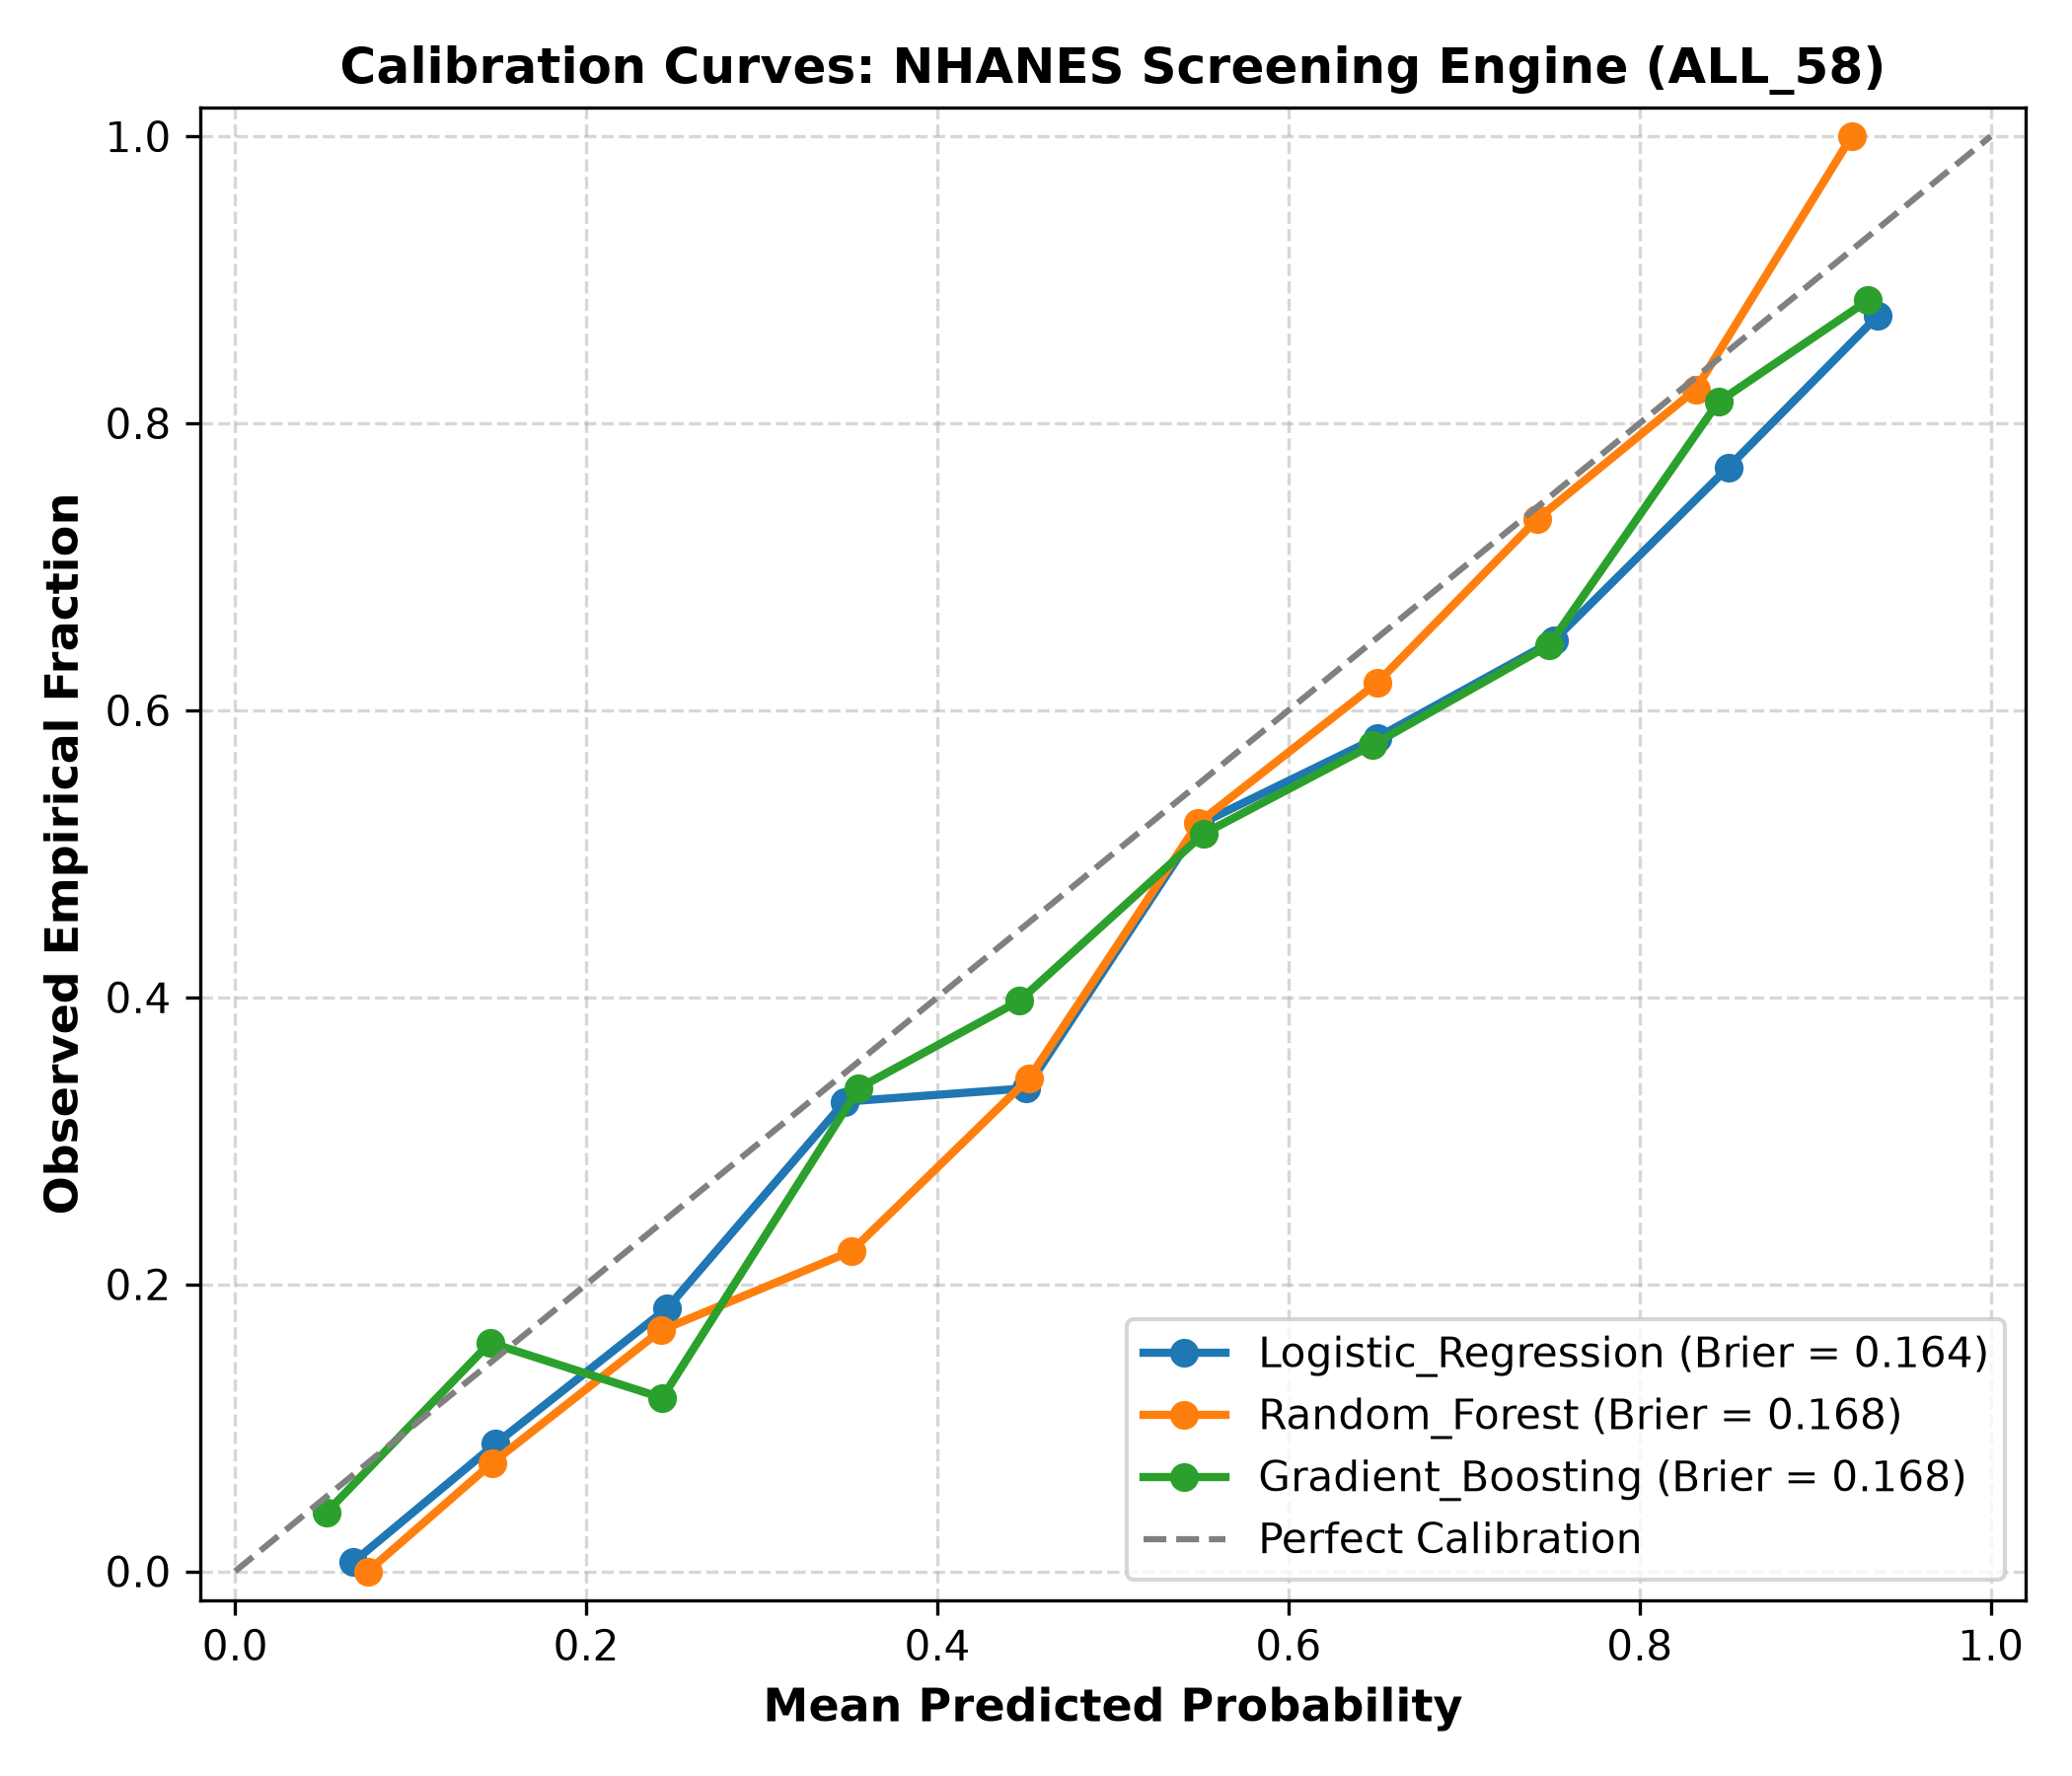 Calibration Curves: NHANES Screening Engine (ALL_58)
Observed Empirical Fraction
1.0
0.8
0.6
0.4
0.2
0.0
0.0 0.2 0.4 0.6 0.8 1.0
Mean Predicted Probability
Logistic_Regression (Brier = 0.164)
Random_Forest (Brier = 0.168)
Gradient_Boosting (Brier = 0.168)
Perfect Calibration